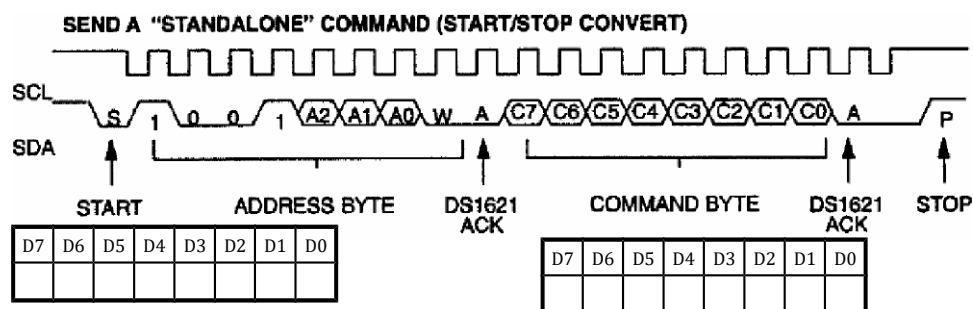 SEND A "STANDALONE" COMMAND (START/STOP CONVERT)
SCL
S 1 0 0 1 A2 A1 A0 W A C7 C6 C5 C4 C3 C2 C1 C0 A P
SDA
START ADDRESS BYTE DS1621 ACK COMMAND BYTE DS1621 ACK STOP
D7 D6 D5 D4 D3 D2 D1 D0
D7 D6 D5 D4 D3 D2 D1 D0